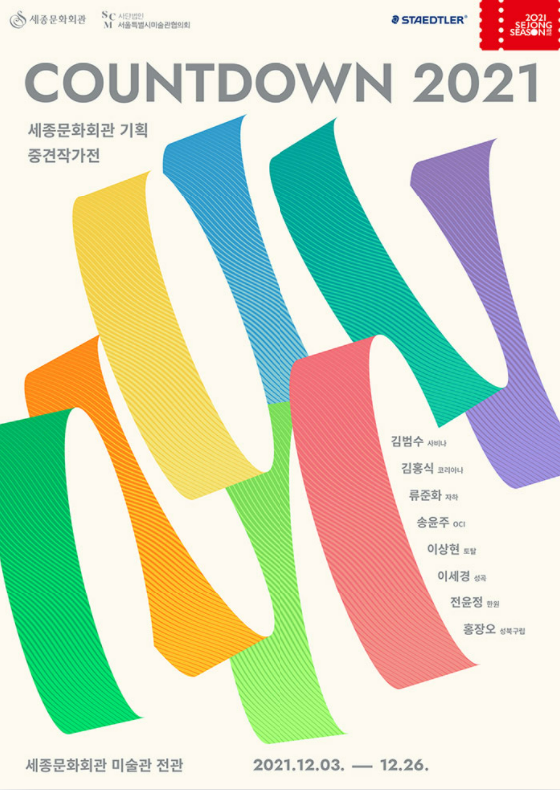 세종문화회관
SC
M
사단법인
서울특별시미술관협의회
STAEDTLER®
2021
SEJONG
SEASON
COUNTDOWN 2021
세종문화회관 기획
중견작가전
김범수 사비나
김홍식 코리아나
류준화 자하
송윤주 OCI
이상현 토탈
이세경 성곡
전윤정 한원
홍장오 성북구립
세종문화회관 미술관 전관
2021.12.03. — 12.26.